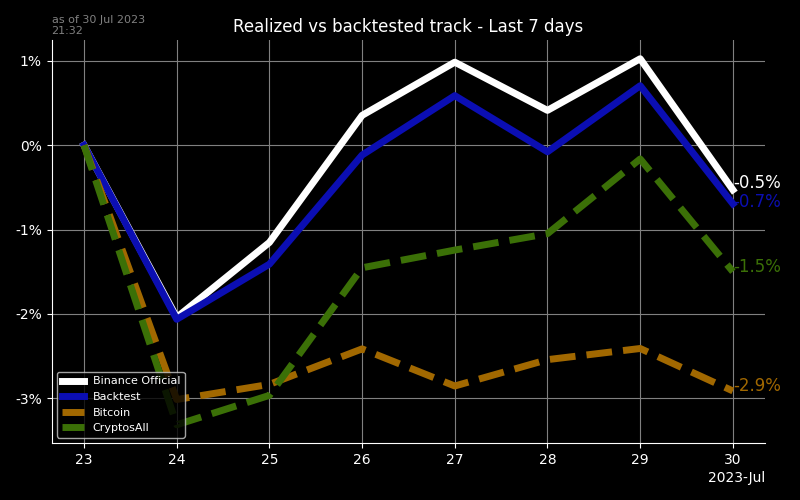 as of 30 Jul 2023
21:32
Realized vs backtested track - Last 7 days
1%
0%
-1%
-2%
-3%
-0.5%
-0.7%
-1.5%
-2.9%
Binance Official
Backtest
Bitcoin
CryptosAll
23 24 25 26 27 28 29 30
2023-Jul